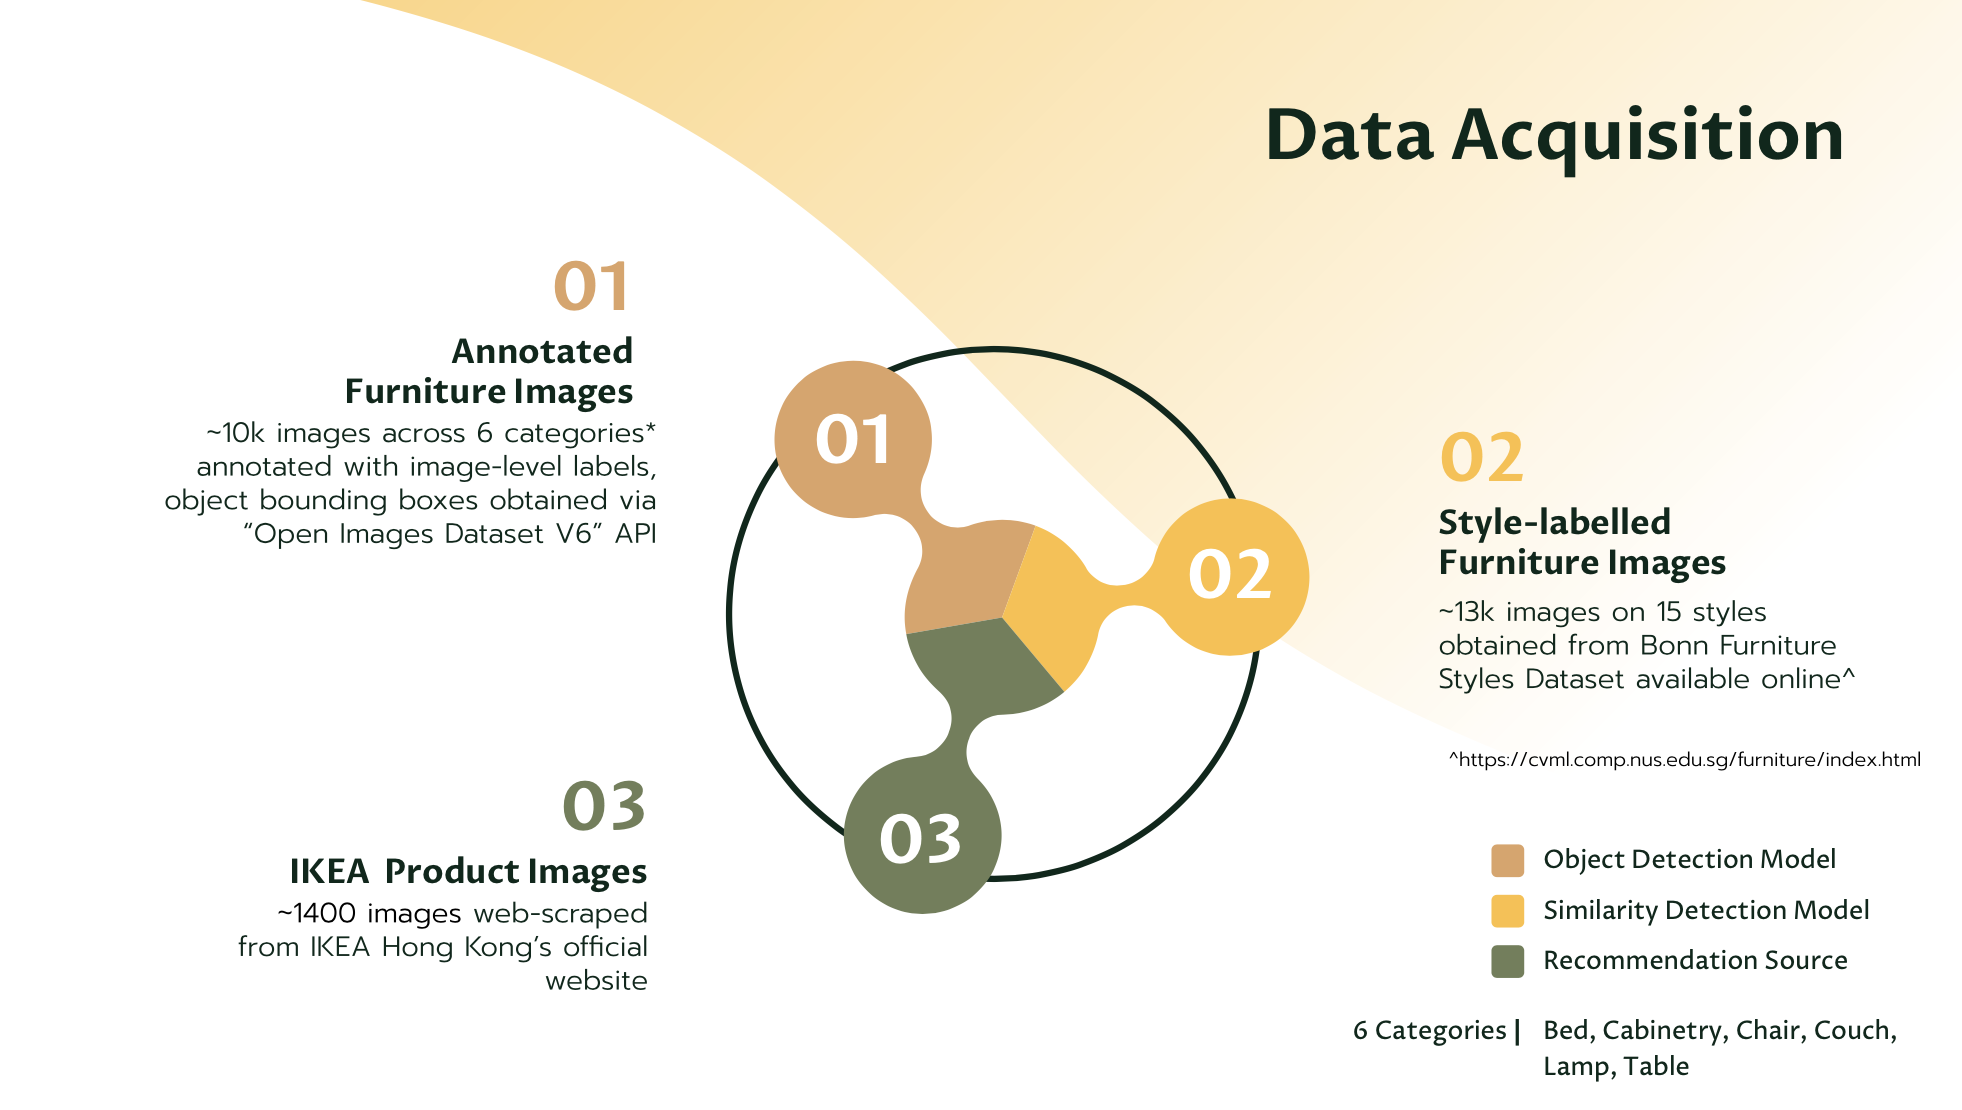 Data Acquisition
01
Annotated
Furniture Images
~10k images across 6 categories*
annotated with image-level labels,
object bounding boxes obtained via
“Open Images Dataset V6” API
01
02
03
02
Style-labelled
Furniture Images
~13k images on 15 styles
obtained from Bonn Furniture
Styles Dataset available online^
^https://cvml.comp.nus.edu.sg/furniture/index.html
03
IKEA  Product Images
~1400 images web-scraped
from IKEA Hong Kong’s official
website
Object Detection Model
Similarity Detection Model
Recommendation Source
6 Categories | Bed, Cabinetry, Chair, Couch,
Lamp, Table